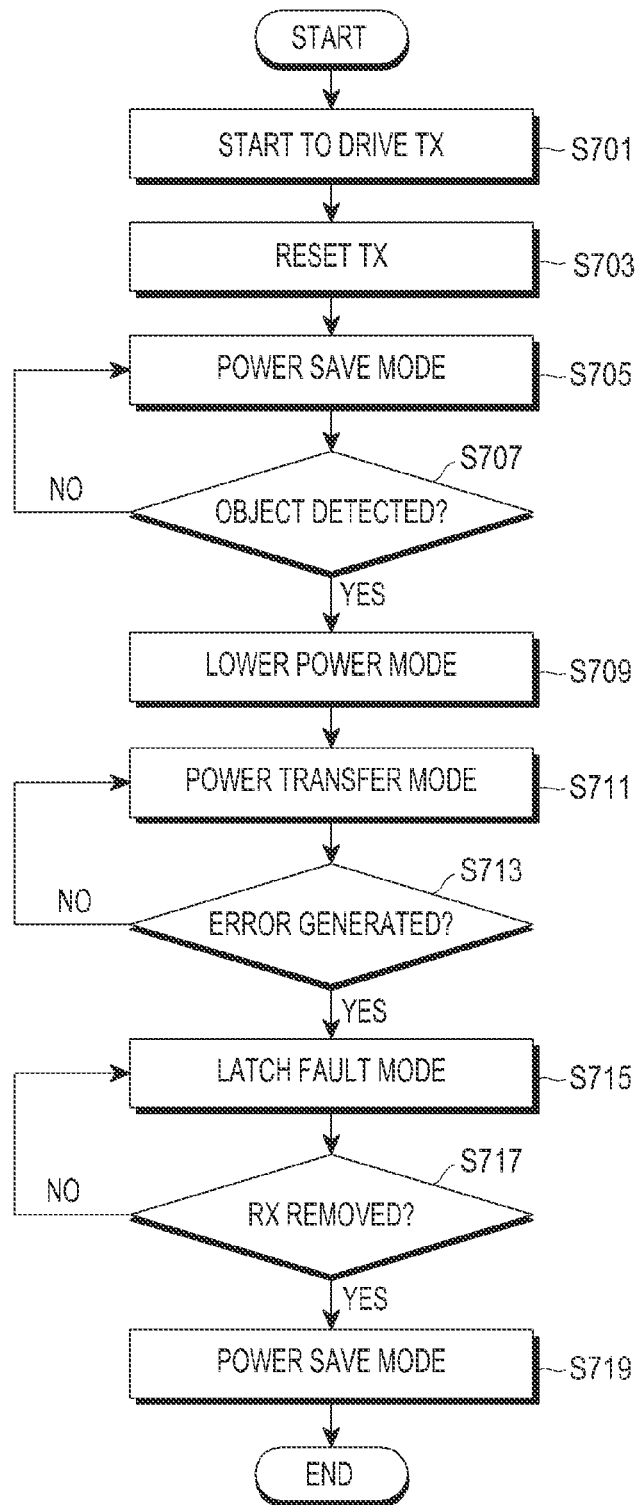 START
START TO DRIVE TX
S701
RESET TX
S703
POWER SAVE MODE
S705
S707
NO
OBJECT DETECTED?
YES
LOWER POWER MODE
S709
POWER TRANSFER MODE
S711
S713
NO
ERROR GENERATED?
YES
LATCH FAULT MODE
S715
S717
NO
RX REMOVED?
YES
POWER SAVE MODE
S719
END